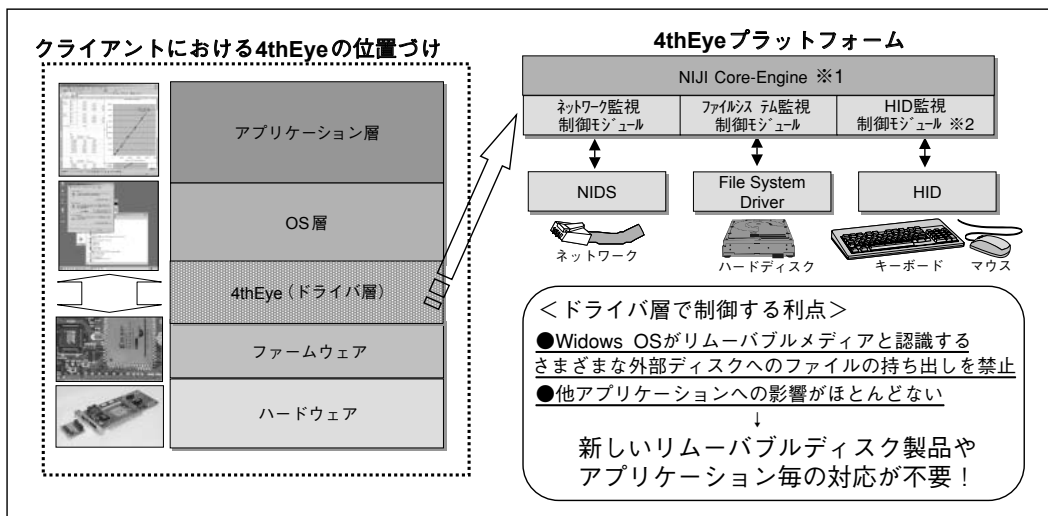 クライアントにおける4thEyeの位置づけ
アプリケーション層
OS層
4thEye(ドライバ層)
ファームウェア
ハードウェア
4thEyeプラットフォーム
NIJI Core-Engine ※1
ネットワーク監視
制御モジュール
ファイルシステム監視
制御モジュール
HID監視
制御モジュール ※2
NIDS
File System
Driver
HID
ネットワーク
ハードディスク
キーボード
マウス
<ドライバ層で制御する利点>
●Widows OSがリムーバブルメディアと認識する
さまざまな外部ディスクへのファイルの持ち出しを禁止
●他アプリケーションへの影響がほとんどない
↓
新しいリムーバブルディスク製品や
アプリケーション毎の対応が不要!